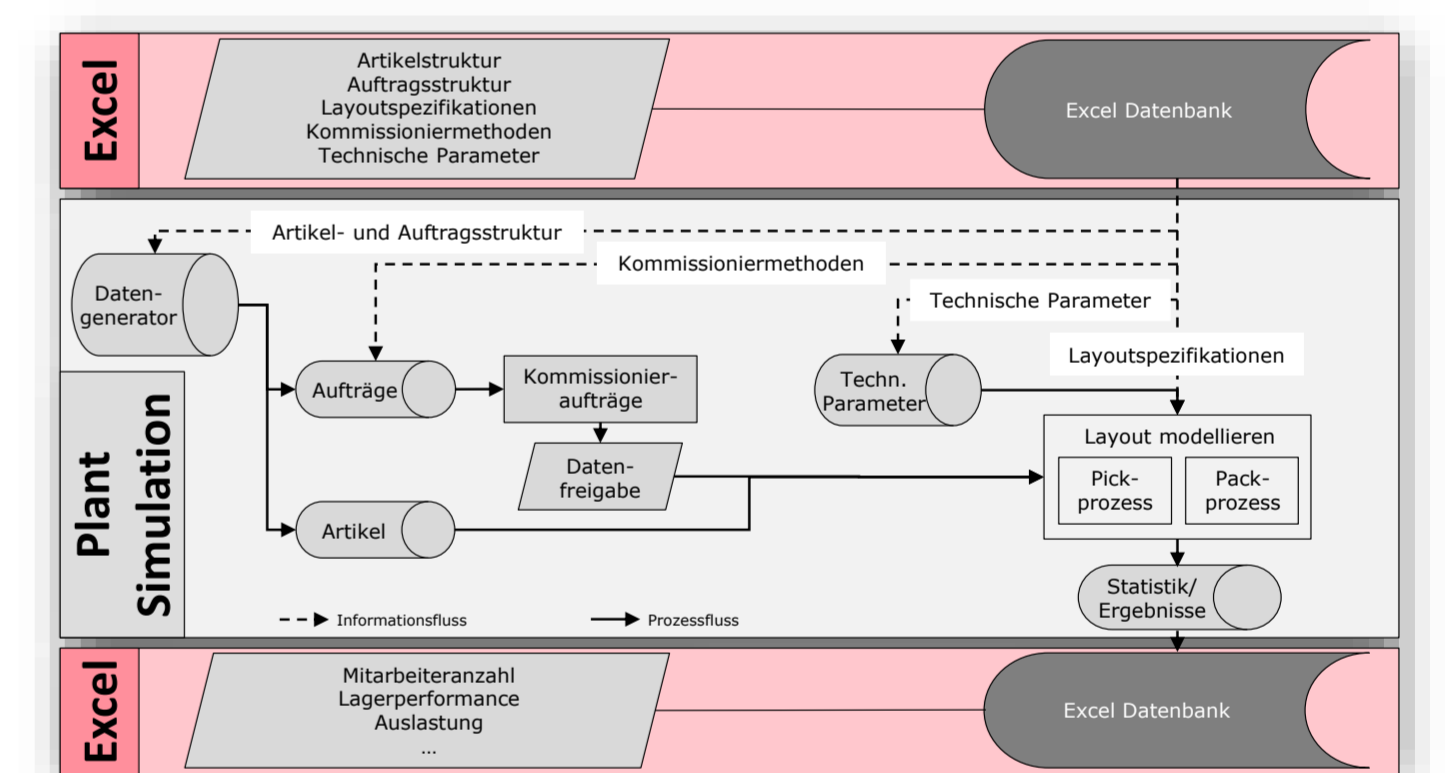 Excel
Artikelstruktur
Auftragsstruktur
Layoutspezifikationen
Kommissioniermethoden
Technische Parameter
Excel Datenbank
Artikel- und Auftragsstruktur
Kommissioniermethoden
Technische Parameter
Layoutspezifikationen
Daten-
generator
Aufträge
Kommissionier-
aufträge
Techn.
Parameter
Daten-
freigabe
Artikel
Layout modellieren
Pick-
prozess
Pack-
prozess
Statistik/
Ergebnisse
Plant
Simulation
Informationsfluss
Prozessfluss
Excel
Mitarbeiteranzahl
Lagerperformance
Auslastung
...
Excel Datenbank